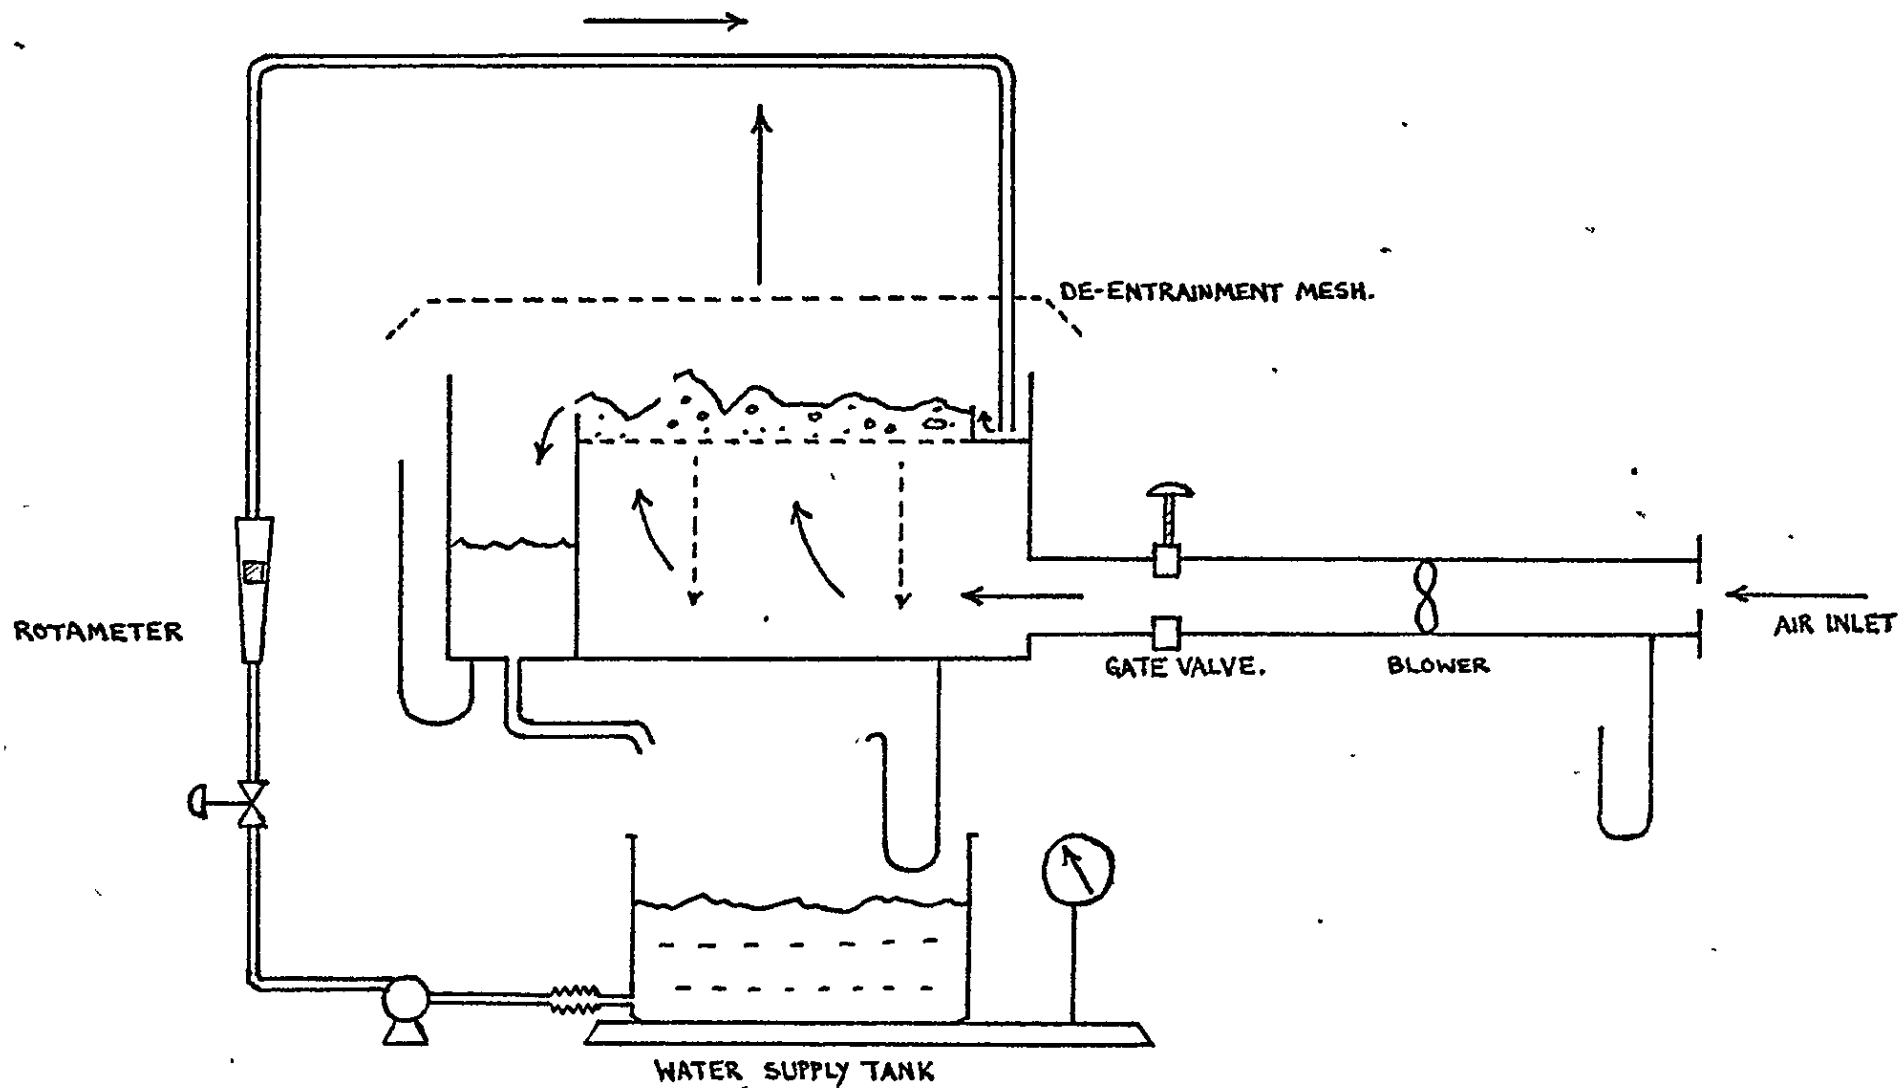 DE-ENTRAINMENT MESH.
ROTAMETER
AIR INLET
GATE VALVE.
BLOWER
WATER SUPPLY TANK